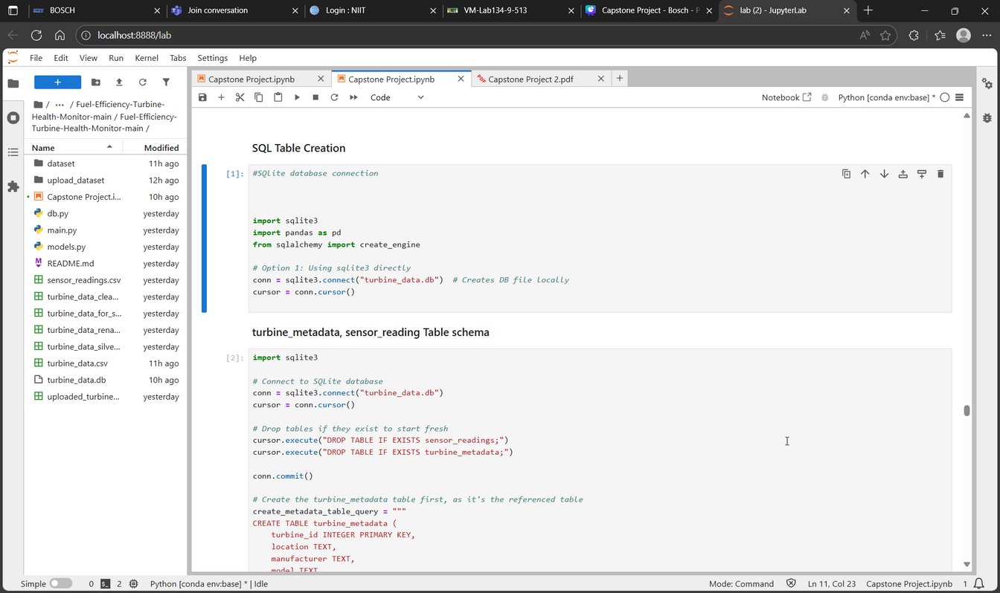 BOSCH
Join conversation
Login : NIIT
VM-Lab134-9-513
Capstone Project - Bosch - P
lab (2) - JupyterLab
localhost:8888/lab
File Edit View Run Kernel Tabs Settings Help
Capstone Project.ipynb
Capstone Project.ipynb
Capstone Project 2.pdf
Code
Notebook
Python [conda env:base] *
/ ... / Fuel-Efficiency-Turbine-
Health-Monitor-main / Fuel-Efficiency-
Turbine-Health-Monitor-main /
Name Modified
dataset 11h ago
upload_dataset 12h ago
Capstone Project.i... 10h ago
db.py yesterday
main.py yesterday
models.py yesterday
README.md yesterday
sensor_readings.csv yesterday
turbine_data_clea... yesterday
turbine_data_for_s... yesterday
turbine_data_rena... yesterday
turbine_data_silve... yesterday
turbine_data.csv 11h ago
turbine_data.db 10h ago
uploaded_turbine... yesterday
SQL Table Creation
[1]:
#SQlite database connection
import sqlite3
import pandas as pd
from sqlalchemy import create_engine
# Option 1: Using sqlite3 directly
conn = sqlite3.connect("turbine_data.db")  # Creates DB file locally
cursor = conn.cursor()
turbine_metadata, sensor_reading Table schema
[2]:
import sqlite3
# Connect to SQLite database
conn = sqlite3.connect("turbine_data.db")
cursor = conn.cursor()
# Drop tables if they exist to start fresh
cursor.execute("DROP TABLE IF EXISTS sensor_readings;")
cursor.execute("DROP TABLE IF EXISTS turbine_metadata;")
conn.commit()
# Create the turbine_metadata table first, as it's the referenced table
create_metadata_table_query = """
CREATE TABLE turbine_metadata (
turbine_id INTEGER PRIMARY KEY,
location TEXT,
manufacturer TEXT,
model TEXT
Simple 0 2 Python [conda env:base] * | Idle Mode: Command Ln 11, Col 23 Capstone Project.ipynb 1